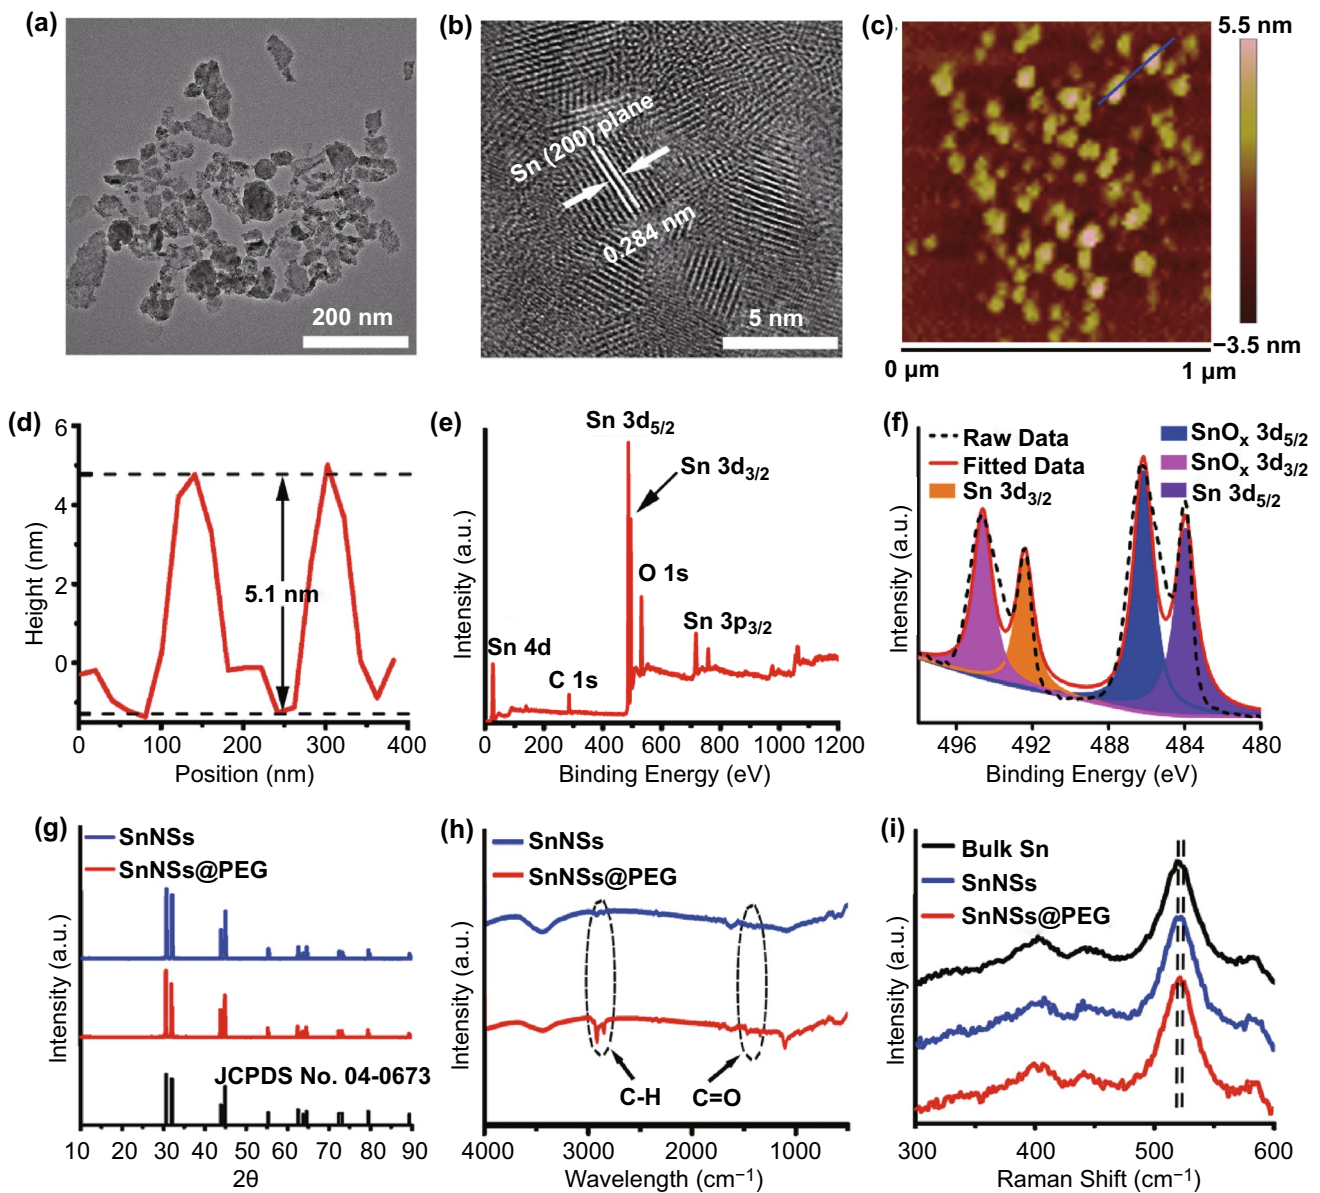 (a)
200 nm
(b)
Sn (200) plane
0.284 nm
5 nm
(c)
5.5 nm
−3.5 nm
0 µm
1 µm
(d)
6
4
2
0
5.1 nm
0 100 200 300 400
Position (nm)
Height (nm)
(e)
Sn 3d5/2
Sn 3d3/2
O 1s
Sn 3p3/2
Sn 4d
C 1s
0 200 400 600 800 1000 1200
Binding Energy (eV)
Intensity (a.u.)
(f)
Raw Data
Fitted Data
Sn 3d3/2
SnOx 3d5/2
SnOx 3d3/2
Sn 3d5/2
496 492 488 484 480
Binding Energy (eV)
Intensity (a.u.)
(g)
SnNSs
SnNSs@PEG
JCPDS No. 04-0673
10 20 30 40 50 60 70 80 90
2θ
Intensity (a.u.)
(h)
SnNSs
SnNSs@PEG
C-H
C=O
4000 3000 2000 1000
Wavelength (cm−1)
Intensity (a.u.)
(i)
Bulk Sn
SnNSs
SnNSs@PEG
300 400 500 600
Raman Shift (cm−1)
Intensity (a.u.)